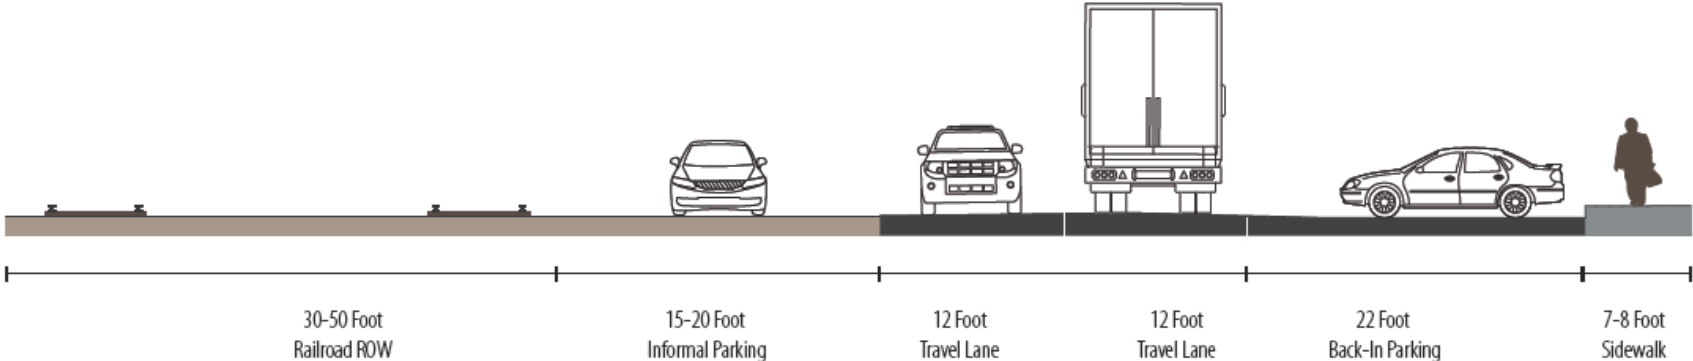 30-50 Foot
Railroad ROW
15-20 Foot
Informal Parking
12 Foot
Travel Lane
12 Foot
Travel Lane
22 Foot
Back-In Parking
7-8 Foot
Sidewalk